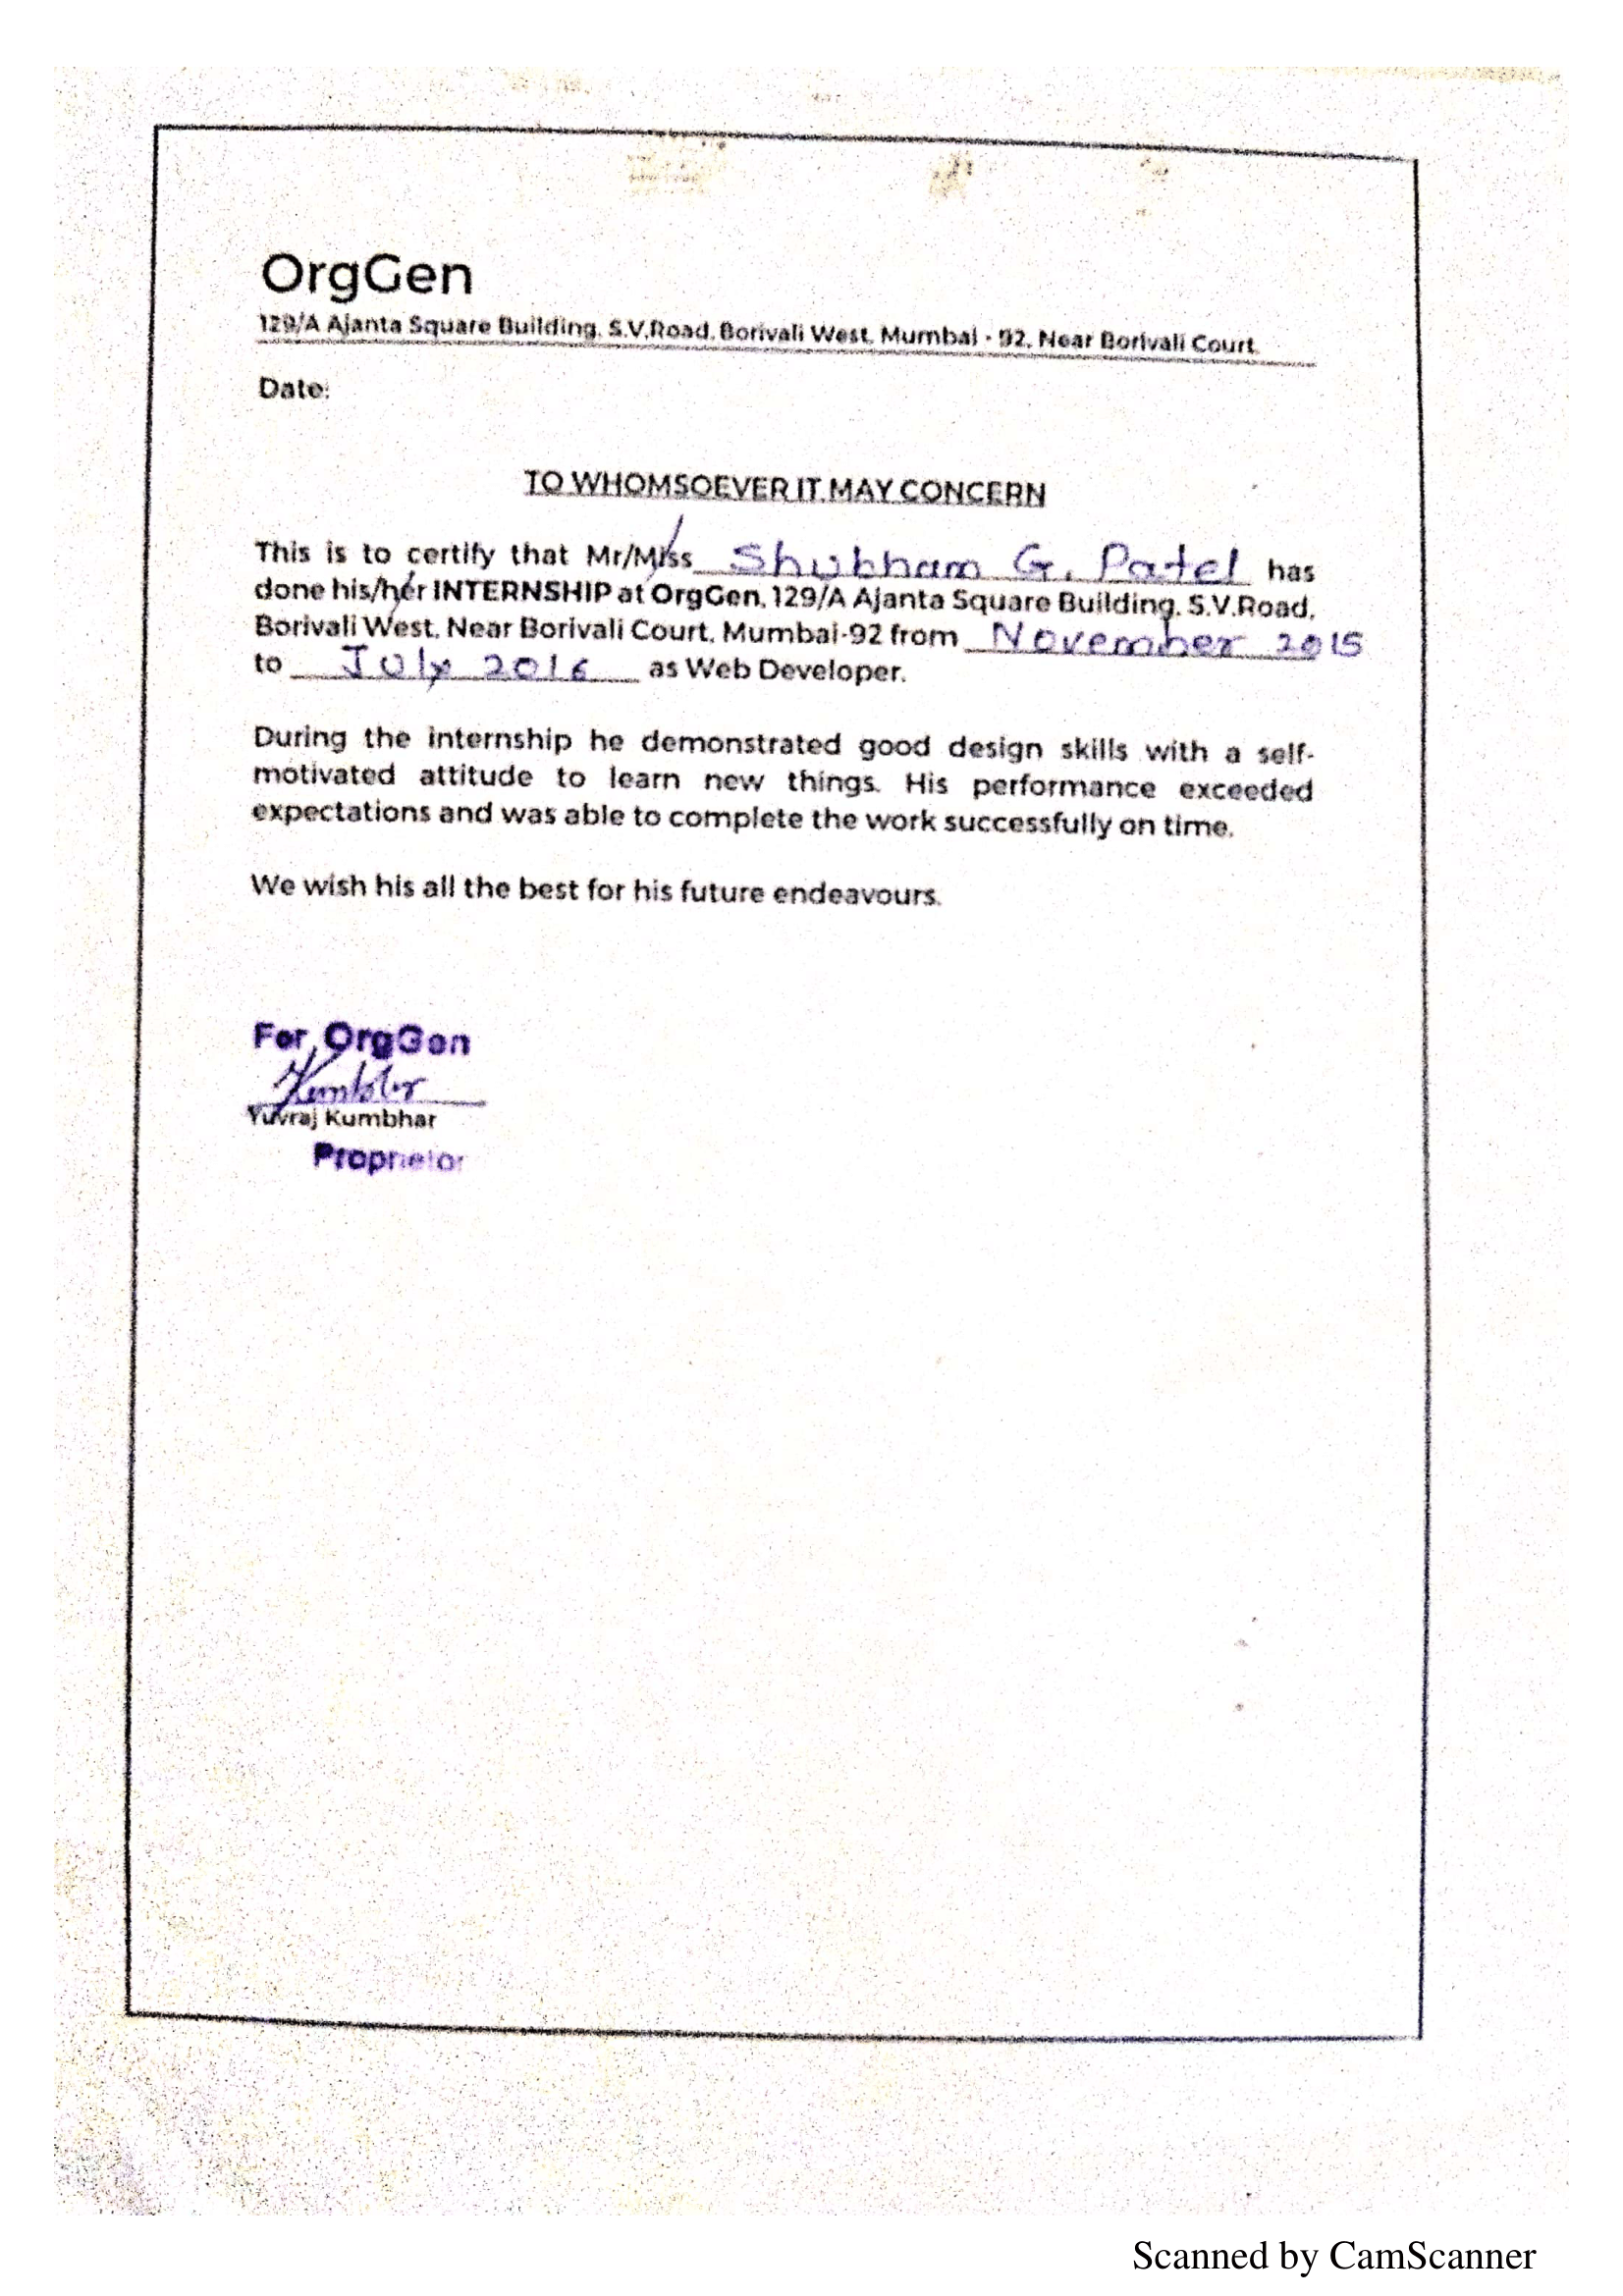 OrgGen
129/A Ajanta Square Building, S.V.Road, Borivali West, Mumbai - 92, Near Borivali Court.
Date:
TO WHOMSOEVER IT MAY CONCERN
This is to certify that Mr/Miss Shubham G. Patel has
done his/her INTERNSHIP at OrgGen, 129/A Ajanta Square Building, S.V.Road,
Borivali West, Near Borivali Court, Mumbai-92 from November 2015
to July 2016 as Web Developer.
During the internship he demonstrated good design skills with a self-
motivated attitude to learn new things. His performance exceeded
expectations and was able to complete the work successfully on time.
We wish his all the best for his future endeavours.
For OrgGen
Kumbhar
Yuvraj Kumbhar
Proprietor
Scanned by CamScanner